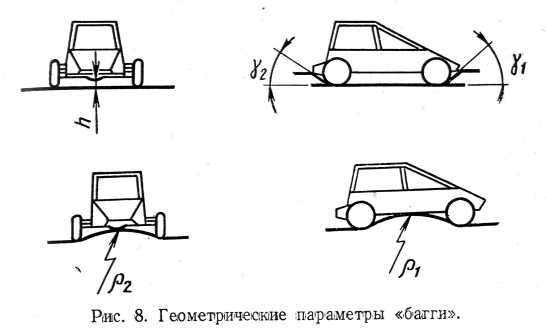 h
γ2
γ1
ρ2
ρ1
Рис. 8. Геометрические параметры «багги».